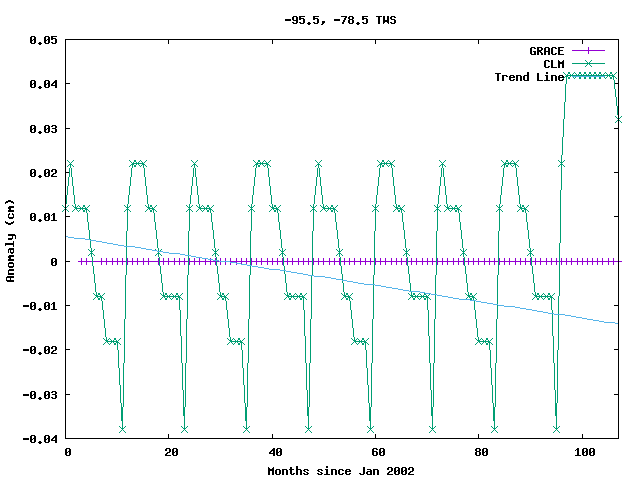 -95.5, -78.5 TWS
0.05
0.04
0.03
0.02
0.01
0
-0.01
-0.02
-0.03
-0.04
Anomaly (cm)
GRACE
CLM
Trend Line
0 20 40 60 80 100
Months since Jan 2002